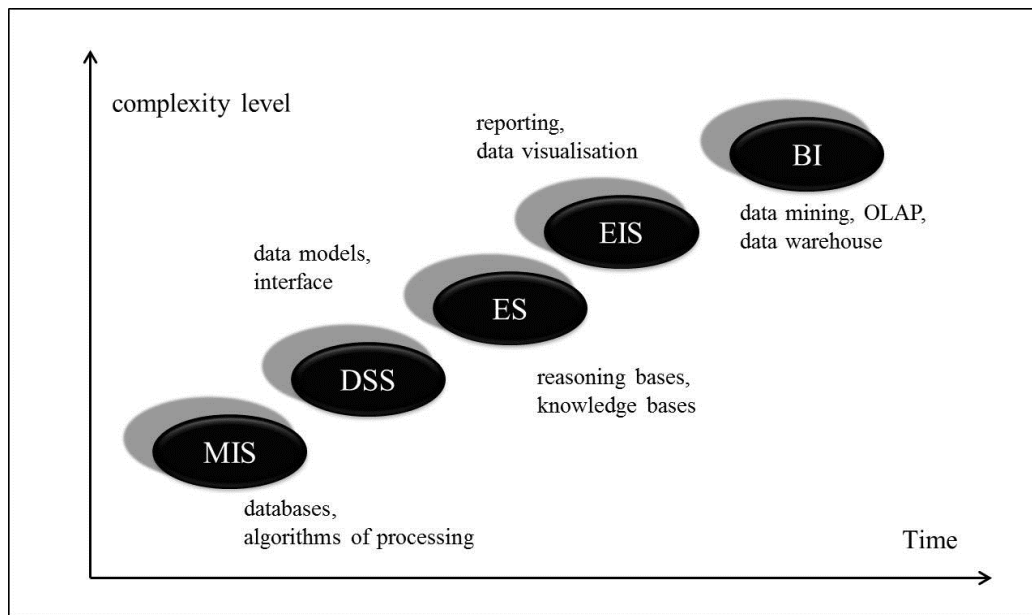 complexity level
reporting,
data visualisation
BI
data mining, OLAP,
data warehouse
EIS
data models,
interface
ES
DSS
reasoning bases,
knowledge bases
MIS
databases,
algorithms of processing
Time